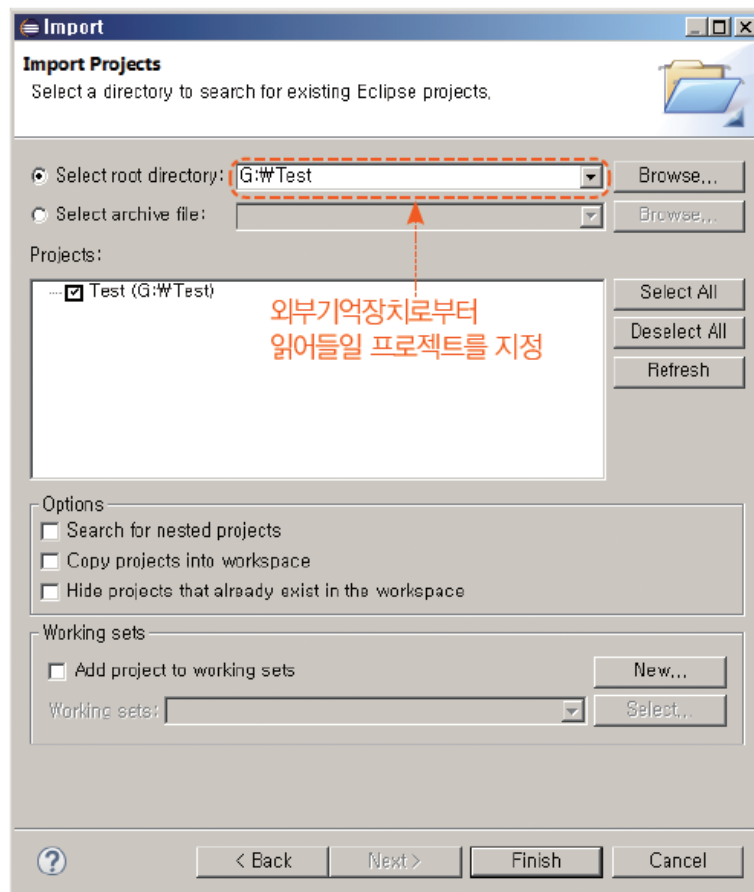 Import
Import Projects
Select a directory to search for existing Eclipse projects.
Select root directory: G:₩Test Browse...
Select archive file: Browse...
Projects:
Test (G:₩Test)
Select All
외부기억장치로부터
Deselect All
읽어들일 프로젝트를 지정
Refresh
Options
Search for nested projects
Copy projects into workspace
Hide projects that already exist in the workspace
Working sets
Add project to working sets New...
Working sets: Select...
? < Back Next > Finish Cancel